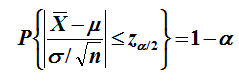 P{|X̄−μ / σ/√n| ≤ z_{α/2}} = 1−α